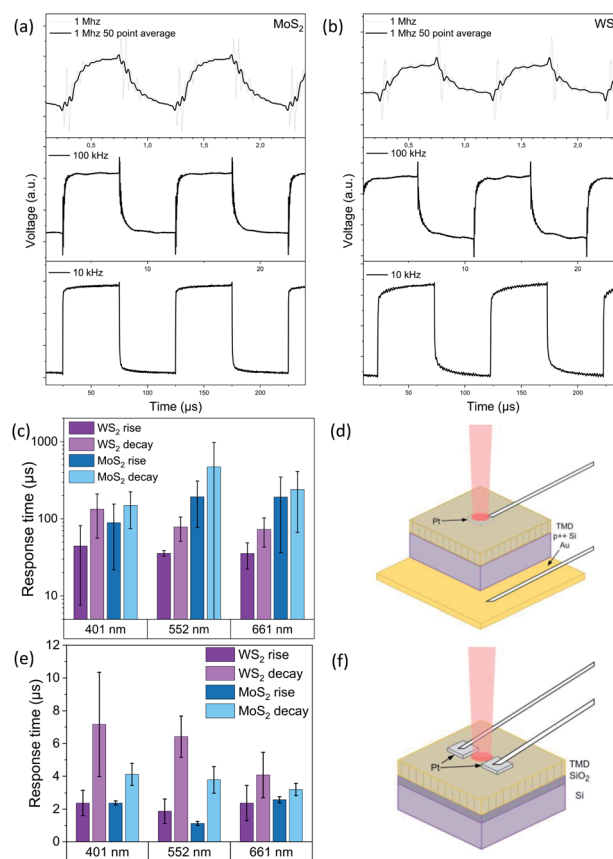 (a)
1 Mhz
1 Mhz 50 point average
MoS₂
0,5 1,0 1,5 2,0
100 kHz
10 20
10 kHz
50 100 150 200
Voltage (a.u.)
Time (µs)
(b)
1 Mhz
1 Mhz 50 point average
WS
0,5 1,0 1,5 2,0
100 kHz
10 20
10 kHz
50 100 150 200
Voltage (a.u.)
Time (µs)
(c)
WS₂ rise
WS₂ decay
MoS₂ rise
MoS₂ decay
Response time (µs)
1000
100
10
401 nm 552 nm 661 nm
(d)
Pt
TMD
p++ Si
Au
(e)
WS₂ rise
WS₂ decay
MoS₂ rise
MoS₂ decay
Response time (µs)
12
10
8
6
4
2
0
401 nm 552 nm 661 nm
(f)
Pt
TMD
SiO₂
Si